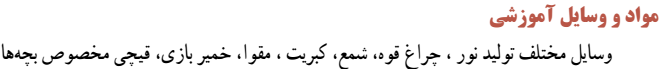 مواد و وسایل آموزشی
وسایل مختلف تولید نور ، چراغ قوه، شمع، کبریت ، مقوا، خمیر بازی، قیچی مخصوص بچه‌ها